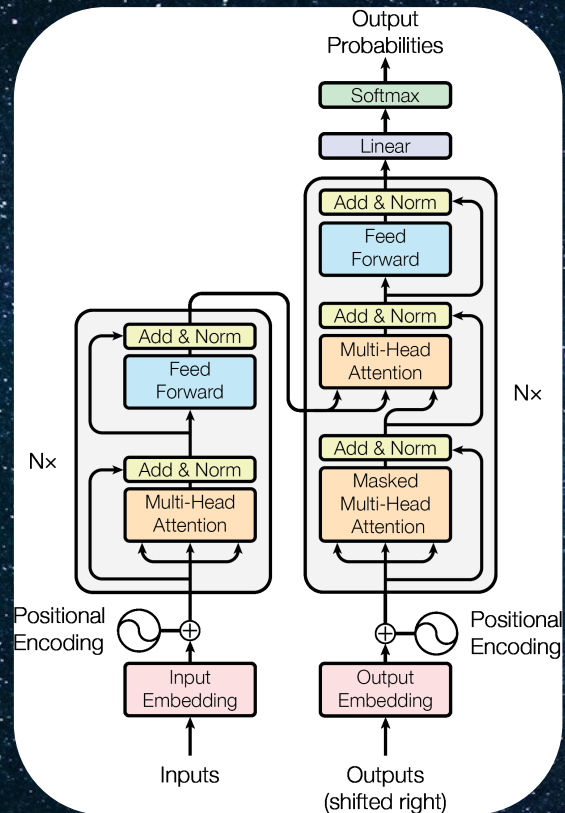 Output
Probabilities
Softmax
Linear
Add & Norm
Feed
Forward
Add & Norm
Multi-Head
Attention
Add & Norm
Masked
Multi-Head
Attention
N×
Add & Norm
Feed
Forward
Add & Norm
Multi-Head
Attention
N×
Positional
Encoding
Positional
Encoding
Input
Embedding
Output
Embedding
Inputs
Outputs
(shifted right)